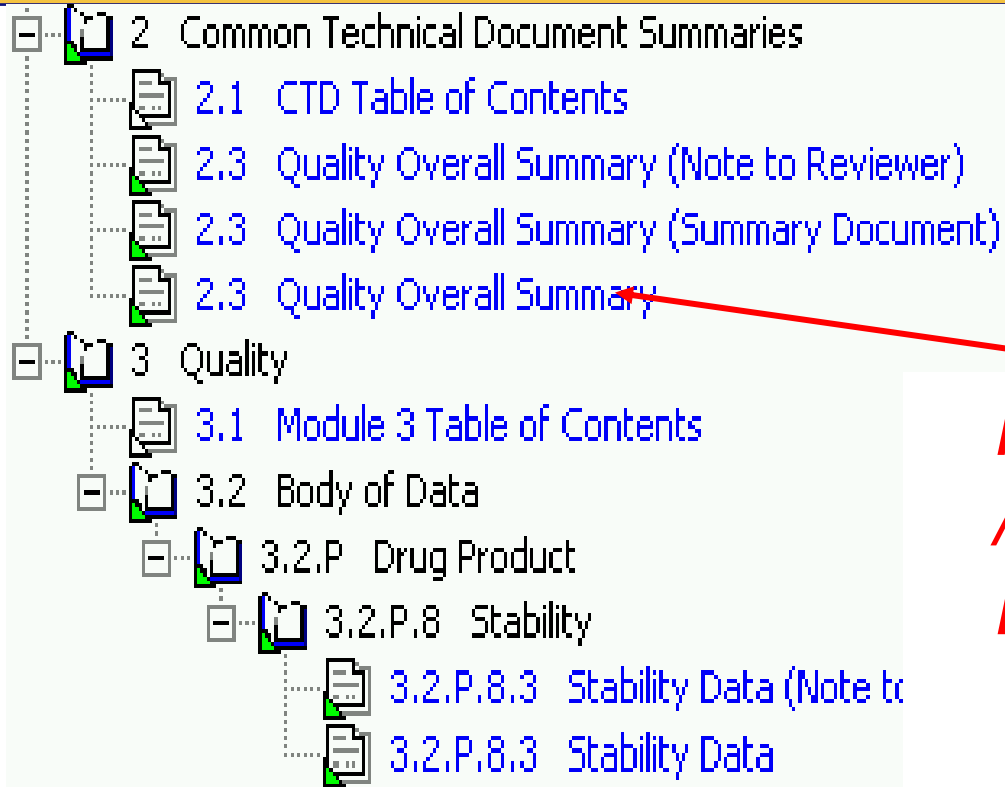 2 Common Technical Document Summaries
2.1 CTD Table of Contents
2.3 Quality Overall Summary (Note to Reviewer)
2.3 Quality Overall Summary (Summary Document)
2.3 Quality Overall Summary
3 Quality
3.1 Module 3 Table of Contents
3.2 Body of Data
3.2.P Drug Product
3.2.P.8 Stability
3.2.P.8.3 Stability Data (Note to
3.2.P.8.3 Stability Data